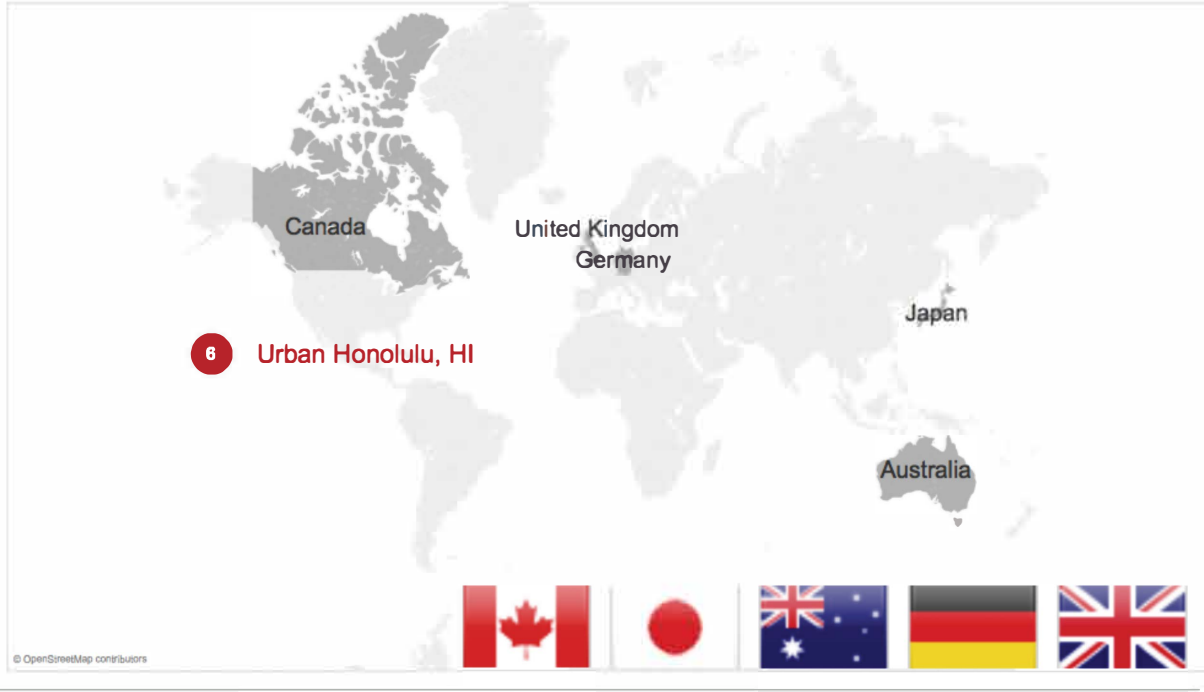 Canada
United Kingdom
Germany
Japan
6 Urban Honolulu, HI
Australia
© OpenStreetMap contributors